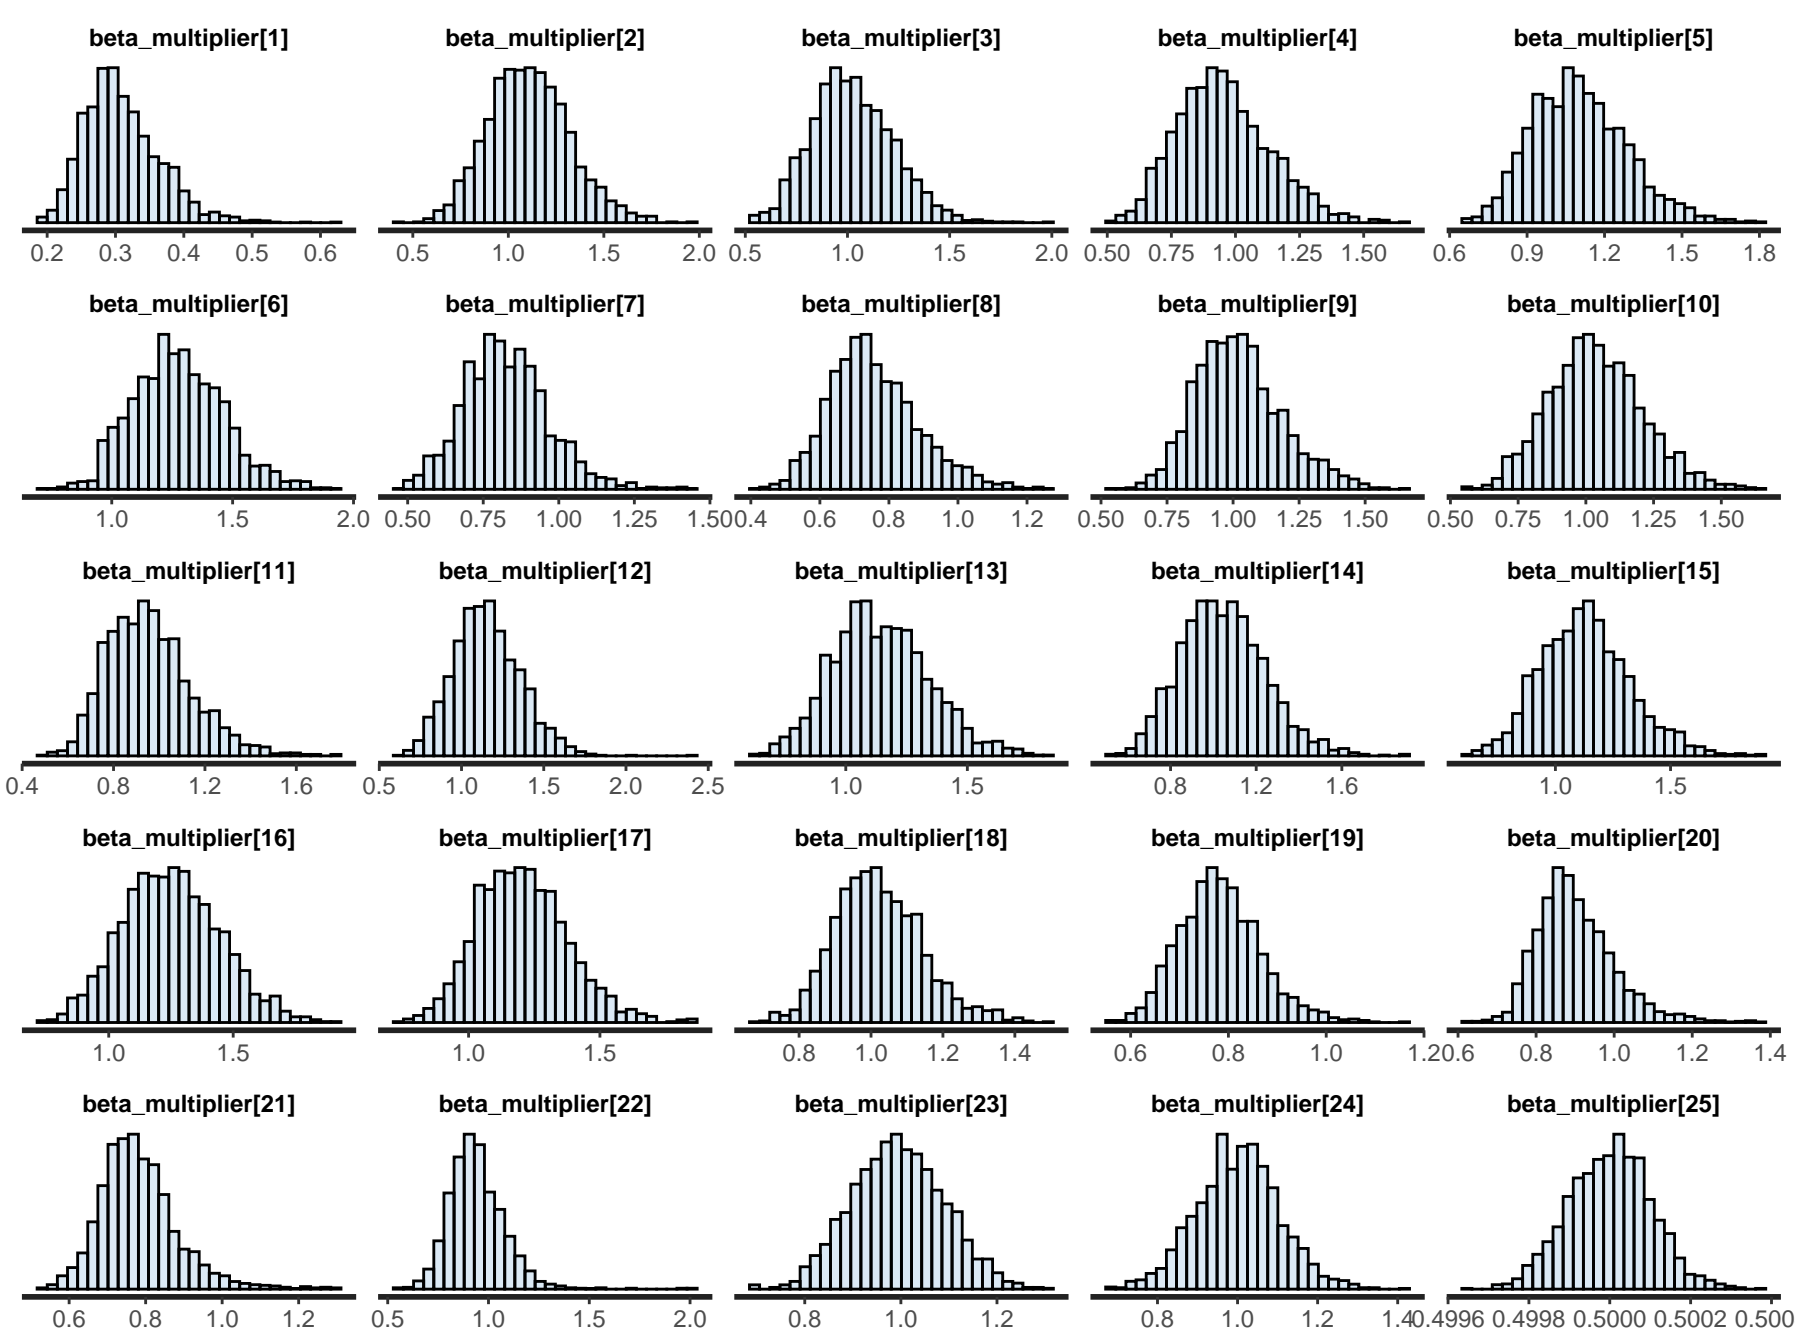 beta_multiplier[1] beta_multiplier[2] beta_multiplier[3] beta_multiplier[4] beta_multiplier[5]
0.2 0.3 0.4 0.5 0.6 0.5 1.0 1.5 2.0 0.5 1.0 1.5 2.0 0.50 0.75 1.00 1.25 1.50 0.6 0.9 1.2 1.5 1.8
beta_multiplier[6] beta_multiplier[7] beta_multiplier[8] beta_multiplier[9] beta_multiplier[10]
1.0 1.5 2.0 0.50 0.75 1.00 1.25 1.50 0.4 0.6 0.8 1.0 1.2 0.50 0.75 1.00 1.25 1.50 0.50 0.75 1.00 1.25 1.50
beta_multiplier[11] beta_multiplier[12] beta_multiplier[13] beta_multiplier[14] beta_multiplier[15]
0.4 0.8 1.2 1.6 0.5 1.0 1.5 2.0 2.5 1.0 1.5 0.8 1.2 1.6 1.0 1.5
beta_multiplier[16] beta_multiplier[17] beta_multiplier[18] beta_multiplier[19] beta_multiplier[20]
1.0 1.5 1.0 1.5 0.8 1.0 1.2 1.4 0.6 0.8 1.0 1.2 0.6 0.8 1.0 1.2 1.4
beta_multiplier[21] beta_multiplier[22] beta_multiplier[23] beta_multiplier[24] beta_multiplier[25]
0.6 0.8 1.0 1.2 0.5 1.0 1.5 2.0 0.8 1.0 1.2 0.8 1.0 1.2 1.4 0.4996 0.4998 0.5000 0.5002 0.500